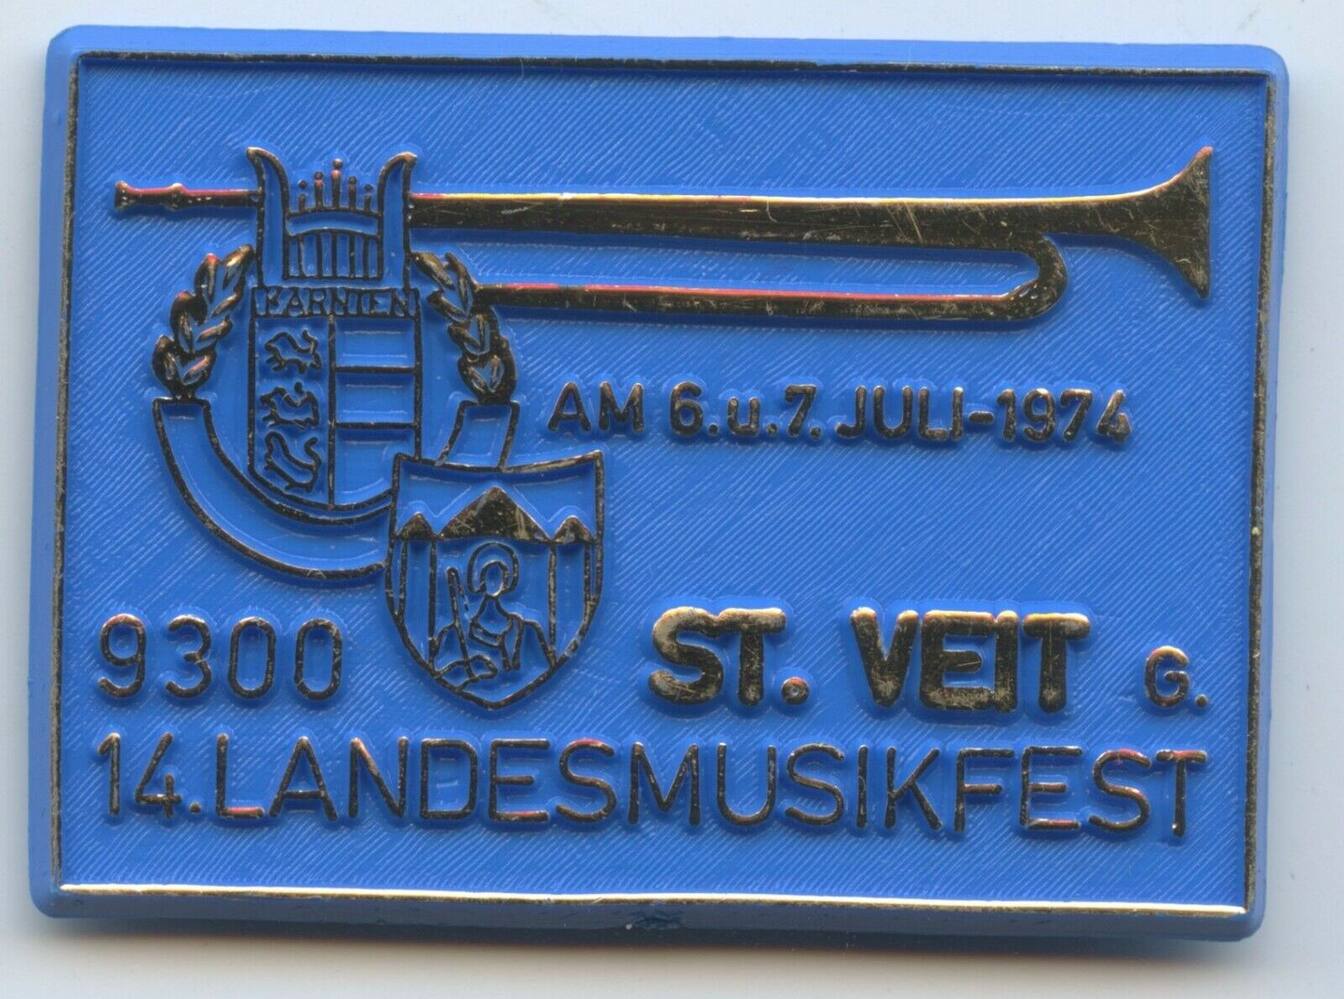 KÄRNTEN
AM 6.u.7. JULI-1974
9300 ST. VEIT G.
14. LANDESMUSIKFEST